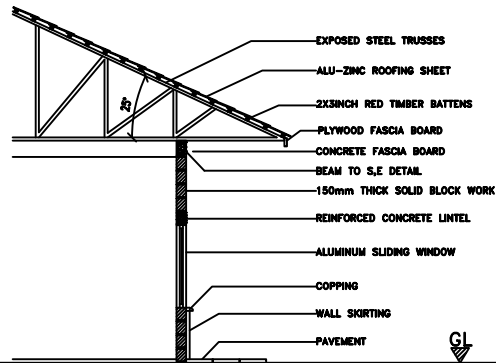 EXPOSED STEEL TRUSSES
ALU-ZINC ROOFING SHEET
25°
2X3INCH RED TIMBER BATTENS
PLYWOOD FASCIA BOARD
CONCRETE FASCIA BOARD
BEAM TO S,E DETAIL
150mm THICK SOLID BLOCK WORK
REINFORCED CONCRETE LINTEL
ALUMINUM SLIDING WINDOW
COPPING
WALL SKIRTING
PAVEMENT
GL